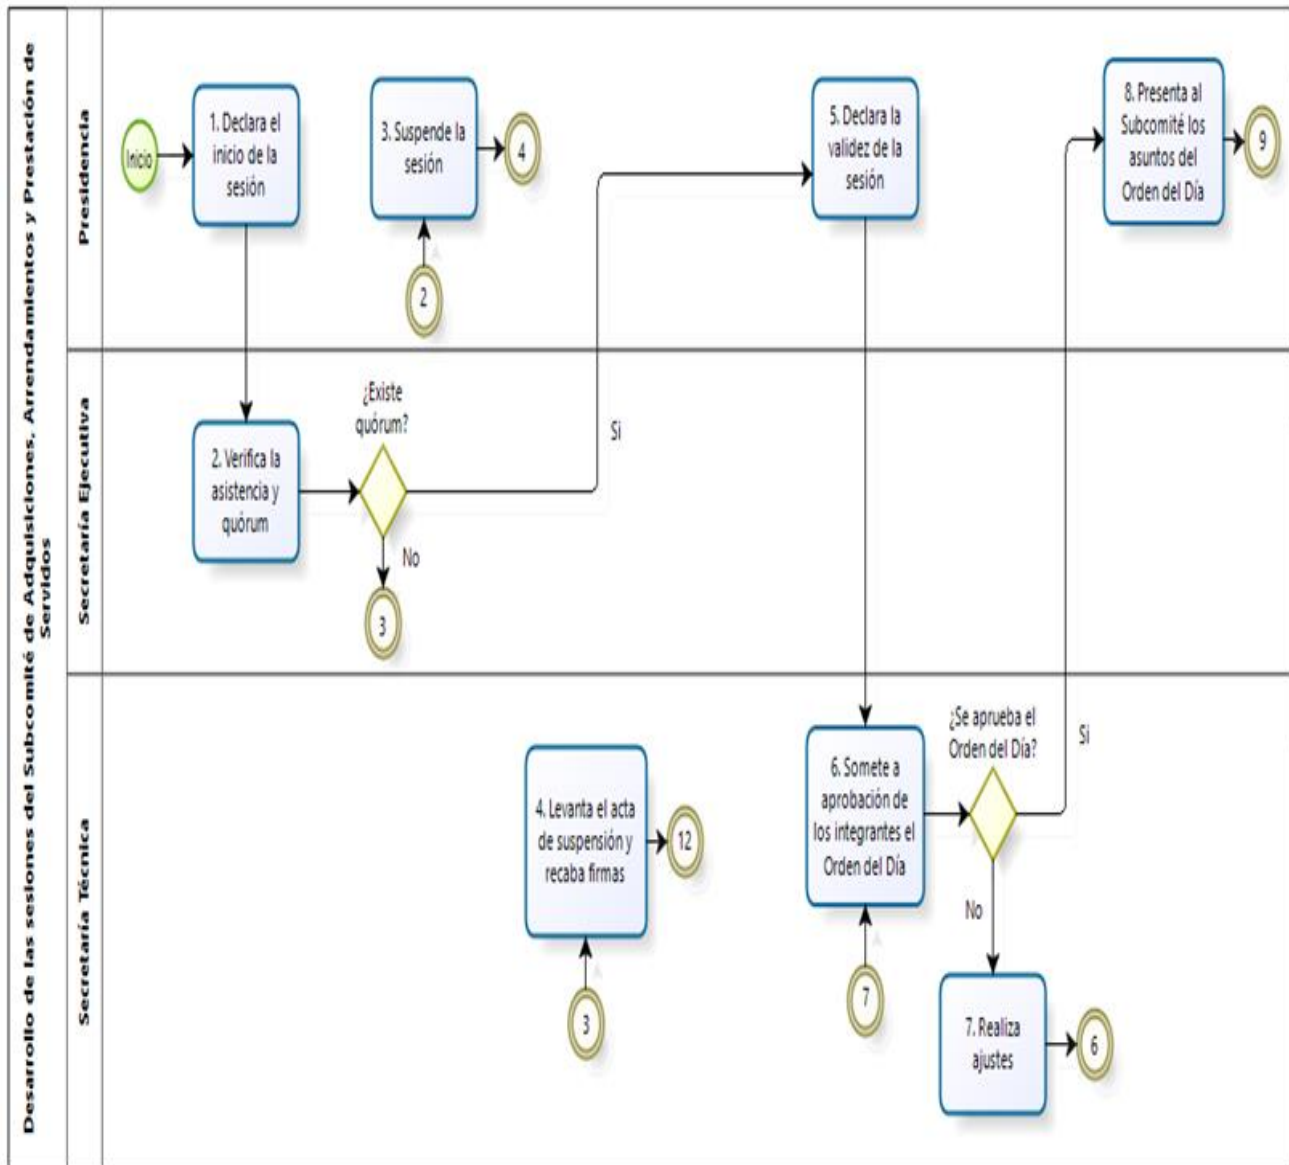 Desarrollo de las sesiones del Subcomité de Adquisiciones, Arrendamientos y Prestación de
Servidos
Presidencia
Inicio
1. Declara el
inicio de la
sesión
3. Suspende la
sesión
4
2
5. Declara la
validez de la
sesión
8. Presenta al
Subcomité los
asuntos del
Orden del Día
9
Secretaría Ejecutiva
2. Verifica la
asistencia y
quórum
¿Existe
quórum?
Si
No
3
Secretaría Técnica
4. Levanta el acta
de suspensión y
recaba firmas
12
3
6. Somete a
aprobación de
los integrantes el
Orden del Día
7
¿Se aprueba el
Orden del Día?
Si
No
7. Realiza
ajustes
6